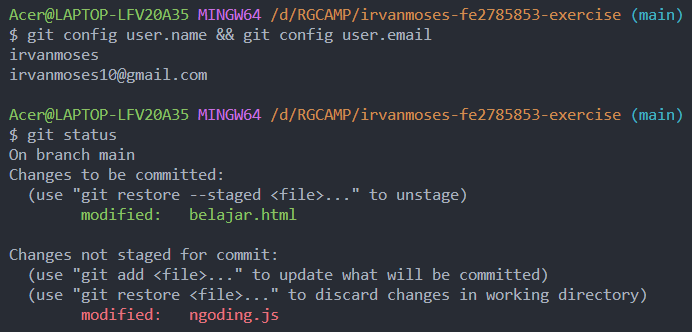 Acer@LAPTOP-LFV20A35 MINGW64 /d/RGCAMP/irvanmoses-fe2785853-exercise (main)
$ git config user.name && git config user.email
irvanmoses
irvanmoses10@gmail.com
Acer@LAPTOP-LFV20A35 MINGW64 /d/RGCAMP/irvanmoses-fe2785853-exercise (main)
$ git status
On branch main
Changes to be committed:
  (use "git restore --staged <file>..." to unstage)
        modified:   belajar.html
Changes not staged for commit:
  (use "git add <file>..." to update what will be committed)
  (use "git restore <file>..." to discard changes in working directory)
        modified:   ngoding.js